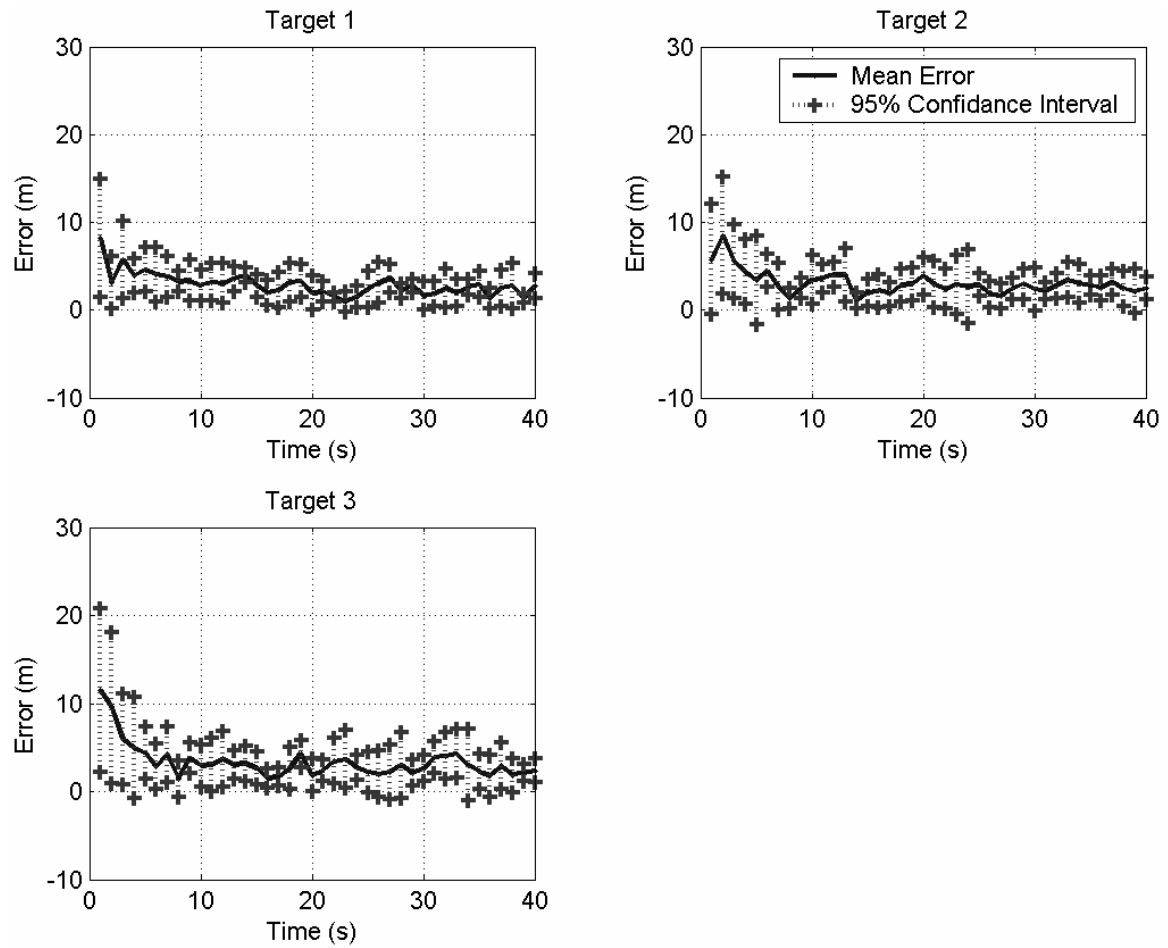 Target 1
30
20
10
0
-10
Error (m)
0 10 20 30 40
Time (s)
Target 2
30
20
10
0
-10
Error (m)
Mean Error
95% Confidance Interval
0 10 20 30 40
Time (s)
Target 3
30
20
10
0
-10
Error (m)
0 10 20 30 40
Time (s)